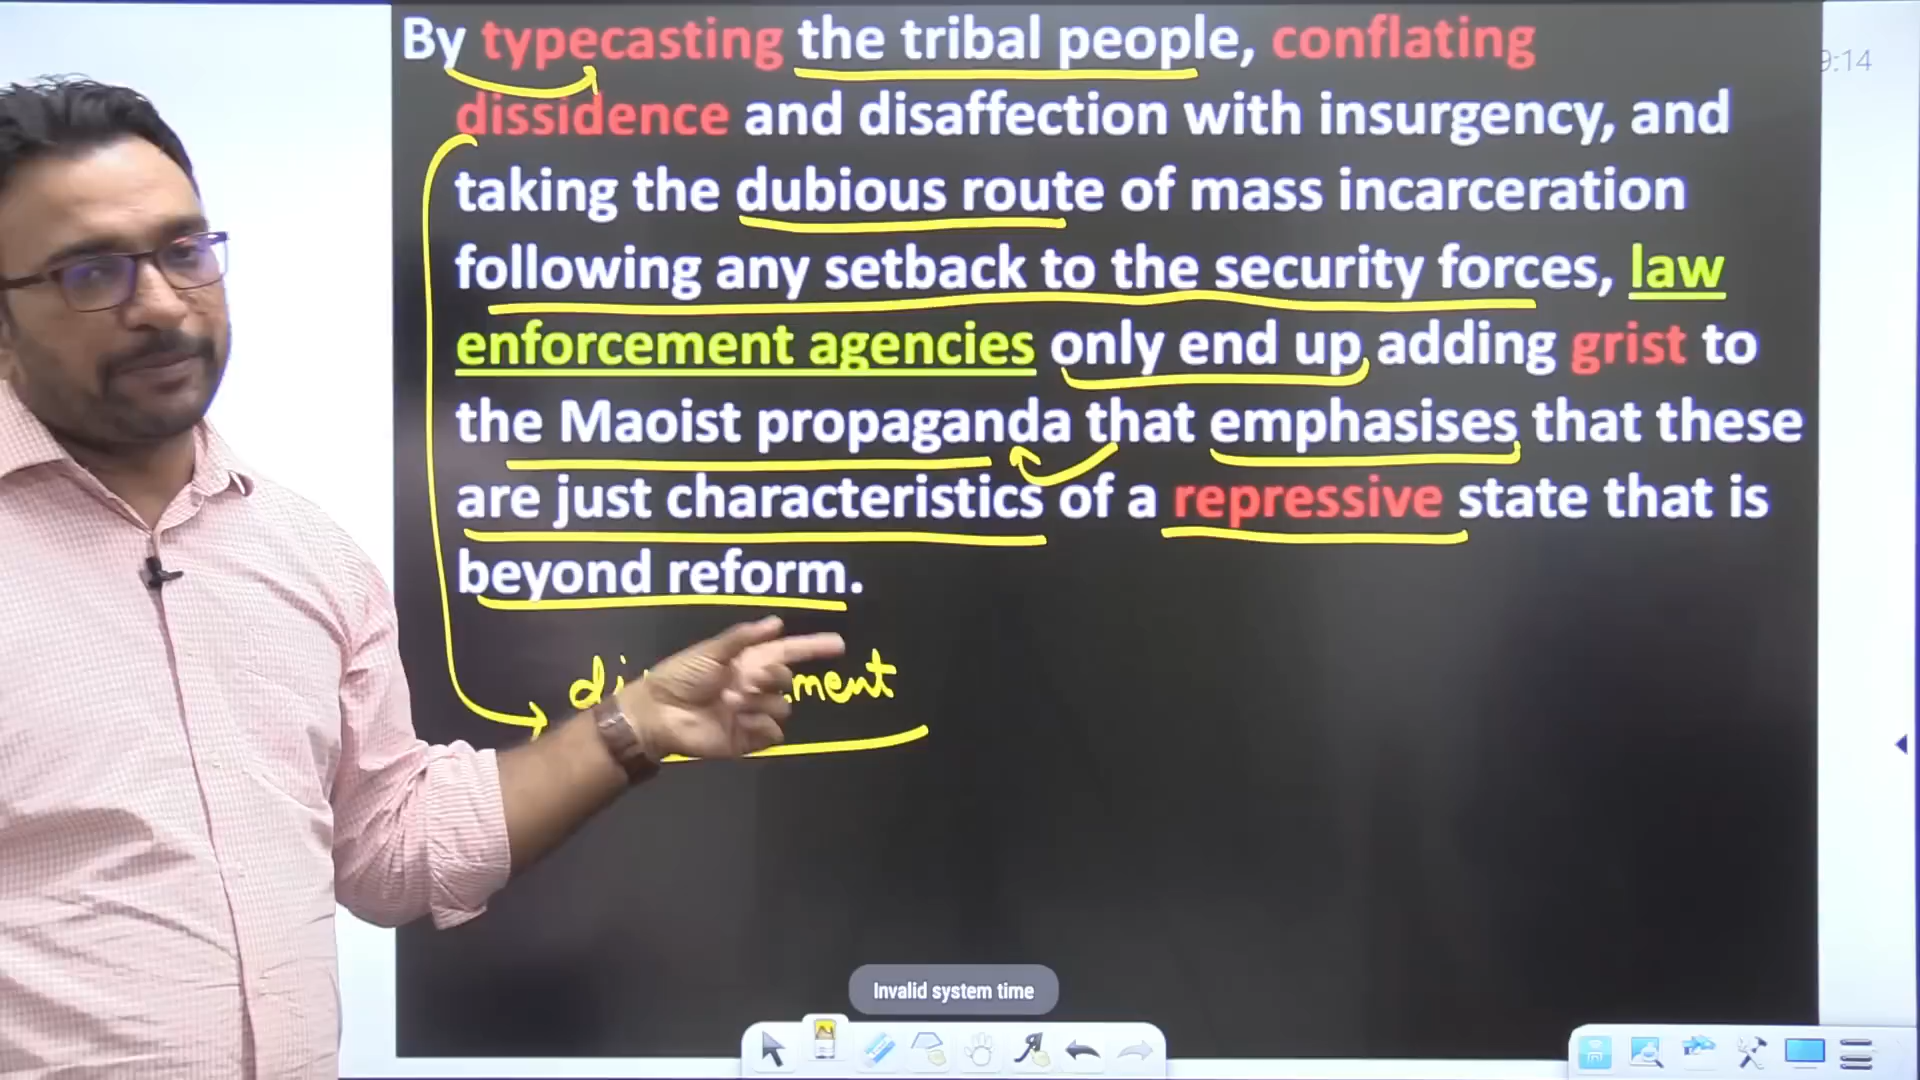 By typecasting the tribal people, conflating
dissidence and disaffection with insurgency, and
taking the dubious route of mass incarceration
following any setback to the security forces, law
enforcement agencies only end up adding grist to
the Maoist propaganda that emphasises that these
are just characteristics of a repressive state that is
beyond reform.
9:14
Invalid system time